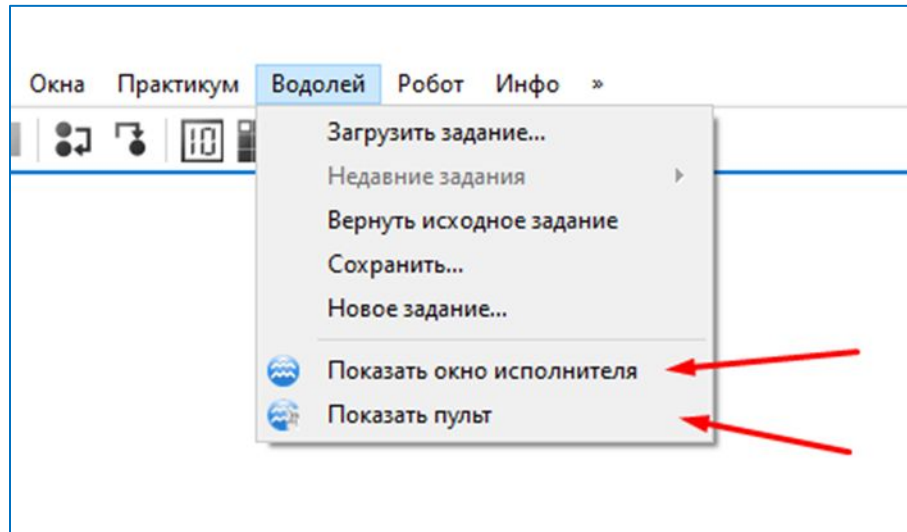 Окна Практикум Водолей Робот Инфо »
10
Загрузить задание...
Недавние задания
Вернуть исходное задание
Сохранить...
Новое задание...
Показать окно исполнителя
Показать пульт